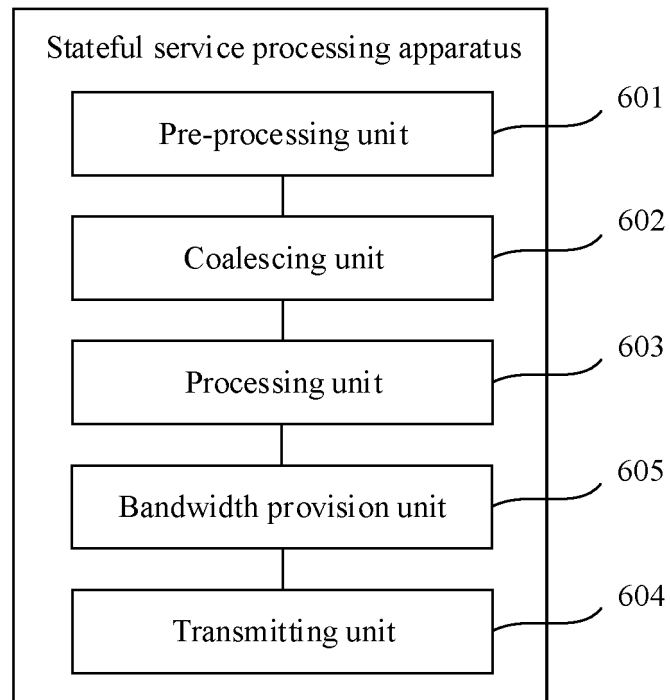 Stateful service processing apparatus
Pre-processing unit
601
Coalescing unit
602
Processing unit
603
Bandwidth provision unit
605
Transmitting unit
604